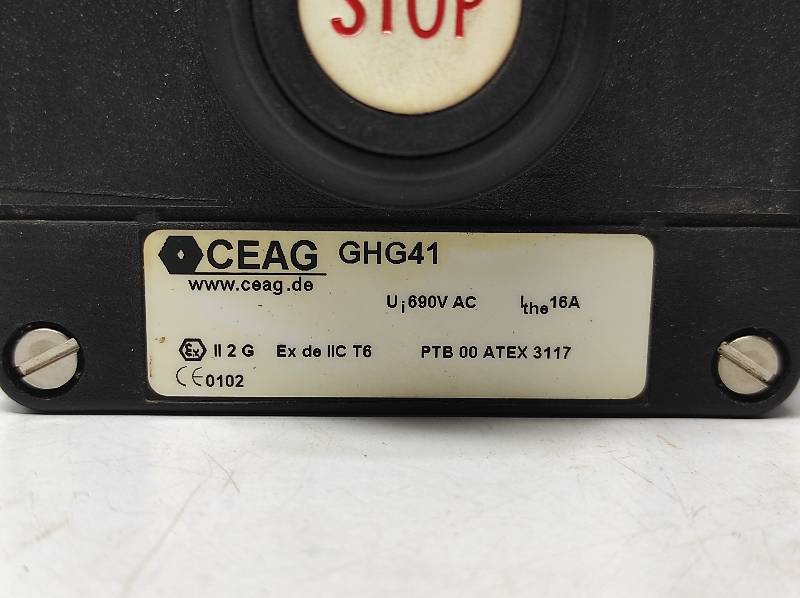 STOP
CEAG GHG41
www.ceag.de
Ui 690V AC Ithe 16A
Ex II 2 G Ex de IIC T6 PTB 00 ATEX 3117
CE 0102